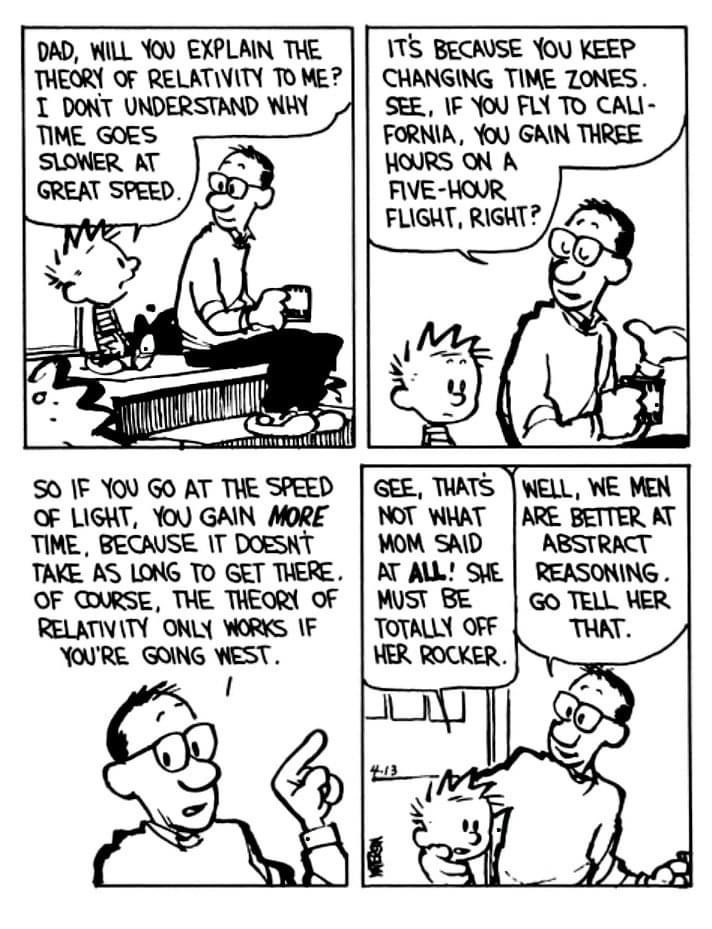 DAD, WILL YOU EXPLAIN THE
THEORY OF RELATIVITY TO ME?
I DON'T UNDERSTAND WHY
TIME GOES
SLOWER AT
GREAT SPEED.
IT'S BECAUSE YOU KEEP
CHANGING TIME ZONES.
SEE, IF YOU FLY TO CALI-
FORNIA, YOU GAIN THREE
HOURS ON A
FIVE-HOUR
FLIGHT, RIGHT?
SO IF YOU GO AT THE SPEED
OF LIGHT, YOU GAIN MORE
TIME, BECAUSE IT DOESN'T
TAKE AS LONG TO GET THERE.
OF COURSE, THE THEORY OF
RELATIVITY ONLY WORKS IF
YOU'RE GOING WEST.
GEE, THAT'S
NOT WHAT
MOM SAID
AT ALL! SHE
MUST BE
TOTALLY OFF
HER ROCKER.
WELL, WE MEN
ARE BETTER AT
ABSTRACT
REASONING.
GO TELL HER
THAT.
4-13
WATTERSON